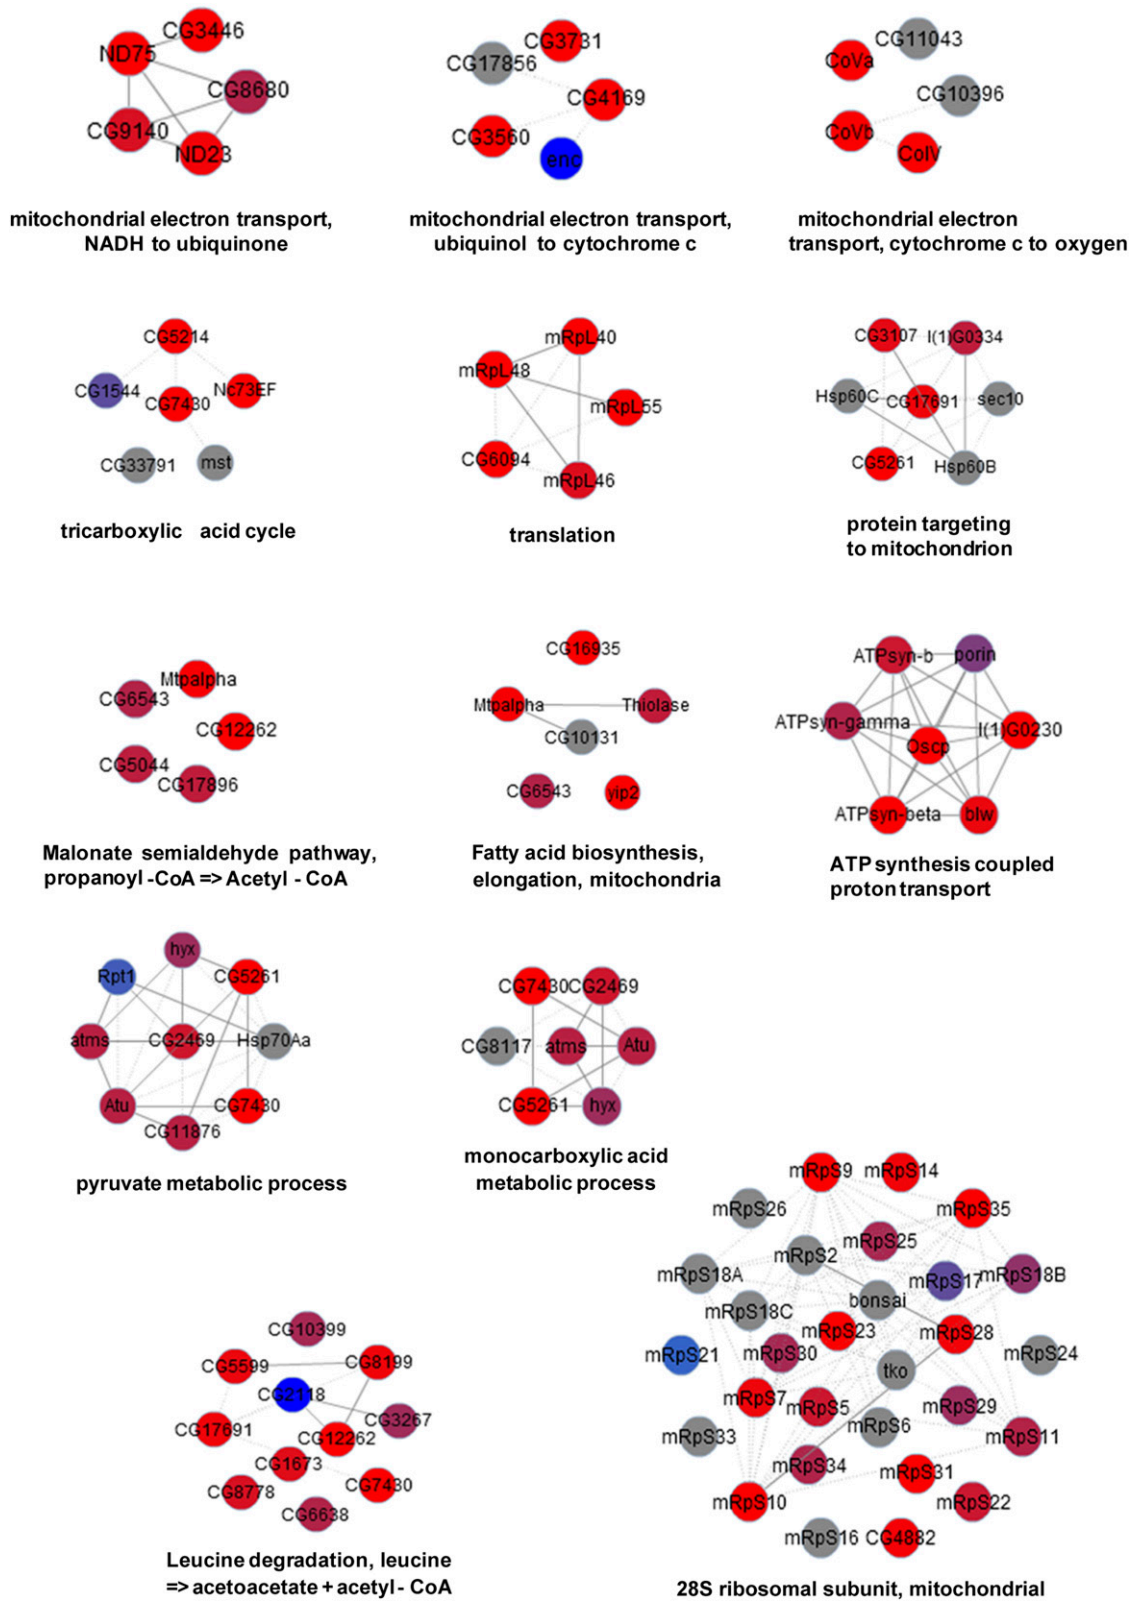 CG3446
ND75
CG8680
CG9140
ND23
mitochondrial electron transport,
NADH to ubiquinone
CG3731
CG17856
CG4169
CG3560
enc
mitochondrial electron transport,
ubiquinol to cytochrome c
CG11043
CoVa
CG10396
CoVb
CoIV
mitochondrial electron
transport, cytochrome c to oxygen
CG5214
CG1544
Nc73EF
CG7430
CG33791
mst
tricarboxylic acid cycle
mRpL40
mRpL48
mRpL55
CG6094
mRpL46
translation
CG3107
l(1)G0334
Hsp60C
CG17691
sec10
CG5261
Hsp60B
protein targeting
to mitochondrion
Mtpalpha
CG6543
CG12262
CG5044
CG17896
Malonate semialdehyde pathway,
propanoyl -CoA => Acetyl - CoA
CG16935
Mtpalpha
Thiolase
CG10131
CG6543
yip2
Fatty acid biosynthesis,
elongation, mitochondria
ATPsyn-b
porin
ATPsyn-gamma
l(1)G0230
Oscp
ATPsyn-beta
blw
ATP synthesis coupled
proton transport
hyx
Rpt1
CG5261
atms
CG2469
Hsp70Aa
Atu
CG7430
CG11876
pyruvate metabolic process
CG7430
CG2469
CG8117
atms
Atu
CG5261
hyx
monocarboxylic acid
metabolic process
CG10399
CG5599
CG8199
CG2118
CG3267
CG17691
CG12262
CG1673
CG7430
CG8778
CG6638
Leucine degradation, leucine
=> acetoacetate + acetyl - CoA
mRpS9
mRpS14
mRpS26
mRpS35
mRpS25
mRpS2
mRpS18A
mRpS17
mRpS18B
bonsai
mRpS18C
mRpS23
mRpS28
mRpS21
mRpS30
mRpS24
tko
mRpS7
mRpS5
mRpS29
mRpS6
mRpS33
mRpS11
mRpS34
mRpS31
mRpS10
mRpS22
mRpS16
CG4882
28S ribosomal subunit, mitochondrial